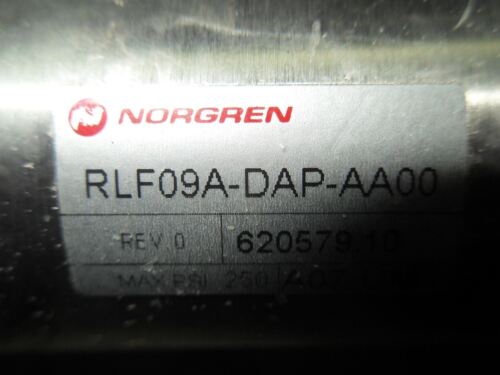 NORGREN
RLF09A-DAP-AA00
REV 0 620579.10
MAX PSI 250